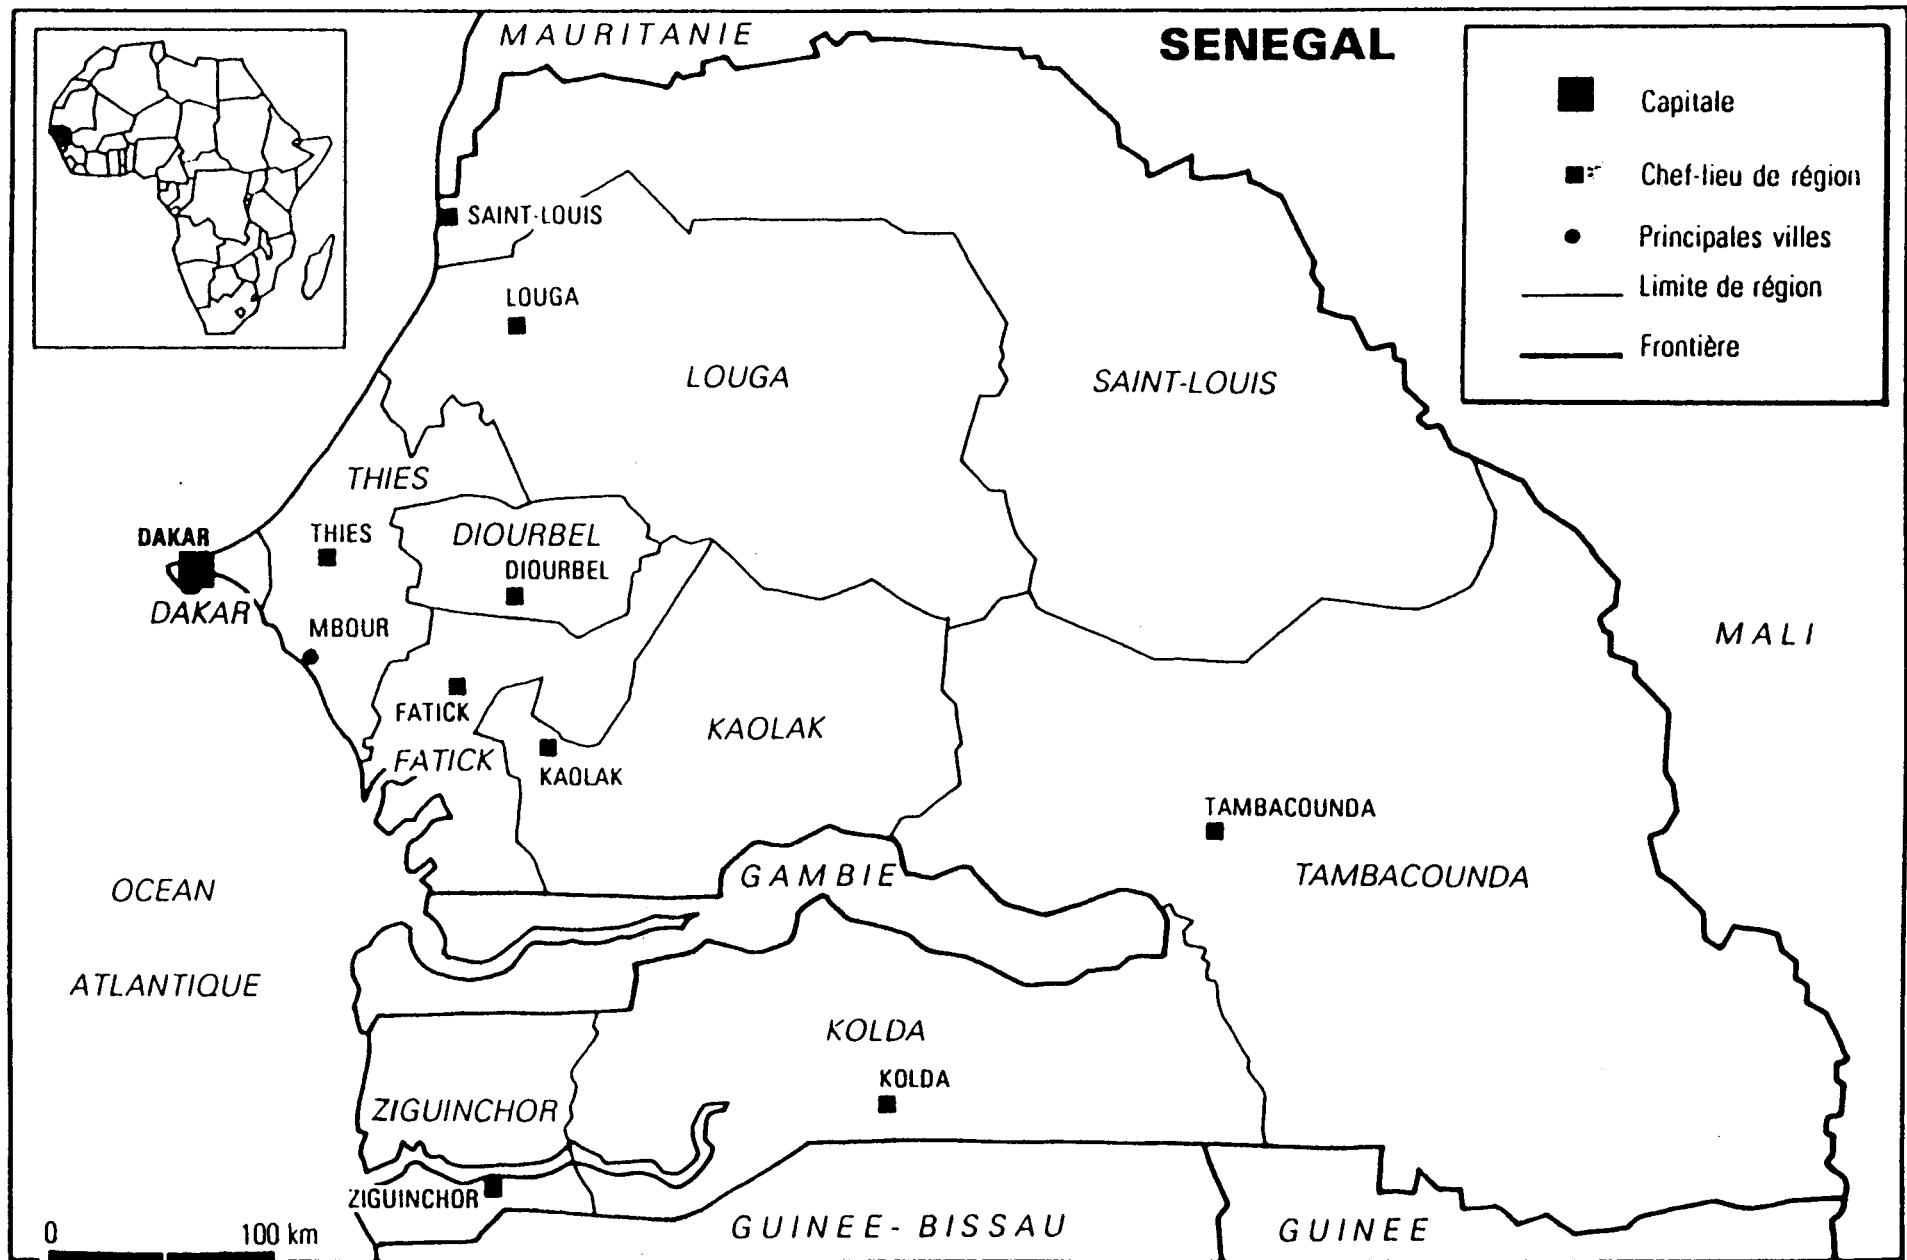 MAURITANIE
SENEGAL
Capitale
Chef-lieu de région
Principales villes
Limite de région
Frontière
SAINT-LOUIS
LOUGA
LOUGA
SAINT-LOUIS
THIES
DAKAR
THIES
DIOURBEL
DIOURBEL
DAKAR
MBOUR
MALI
FATICK
KAOLAK
FATICK
KAOLAK
TAMBACOUNDA
GAMBIE
TAMBACOUNDA
OCEAN
ATLANTIQUE
KOLDA
KOLDA
ZIGUINCHOR
ZIGUINCHOR
GUINEE-BISSAU
GUINEE
0 100 km